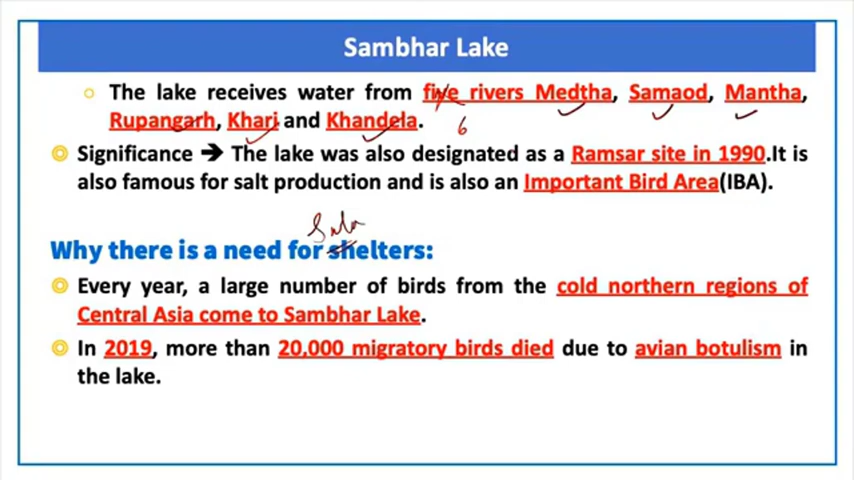 Sambhar Lake
The lake receives water from five rivers Medtha, Samaod, Mantha,
Rupangarh, Khari and Khandela.
6
Significance → The lake was also designated as a Ramsar site in 1990.It is
also famous for salt production and is also an Important Bird Area(IBA).
Why there is a need for shelters:
Every year, a large number of birds from the cold northern regions of
Central Asia come to Sambhar Lake.
In 2019, more than 20,000 migratory birds died due to avian botulism in
the lake.